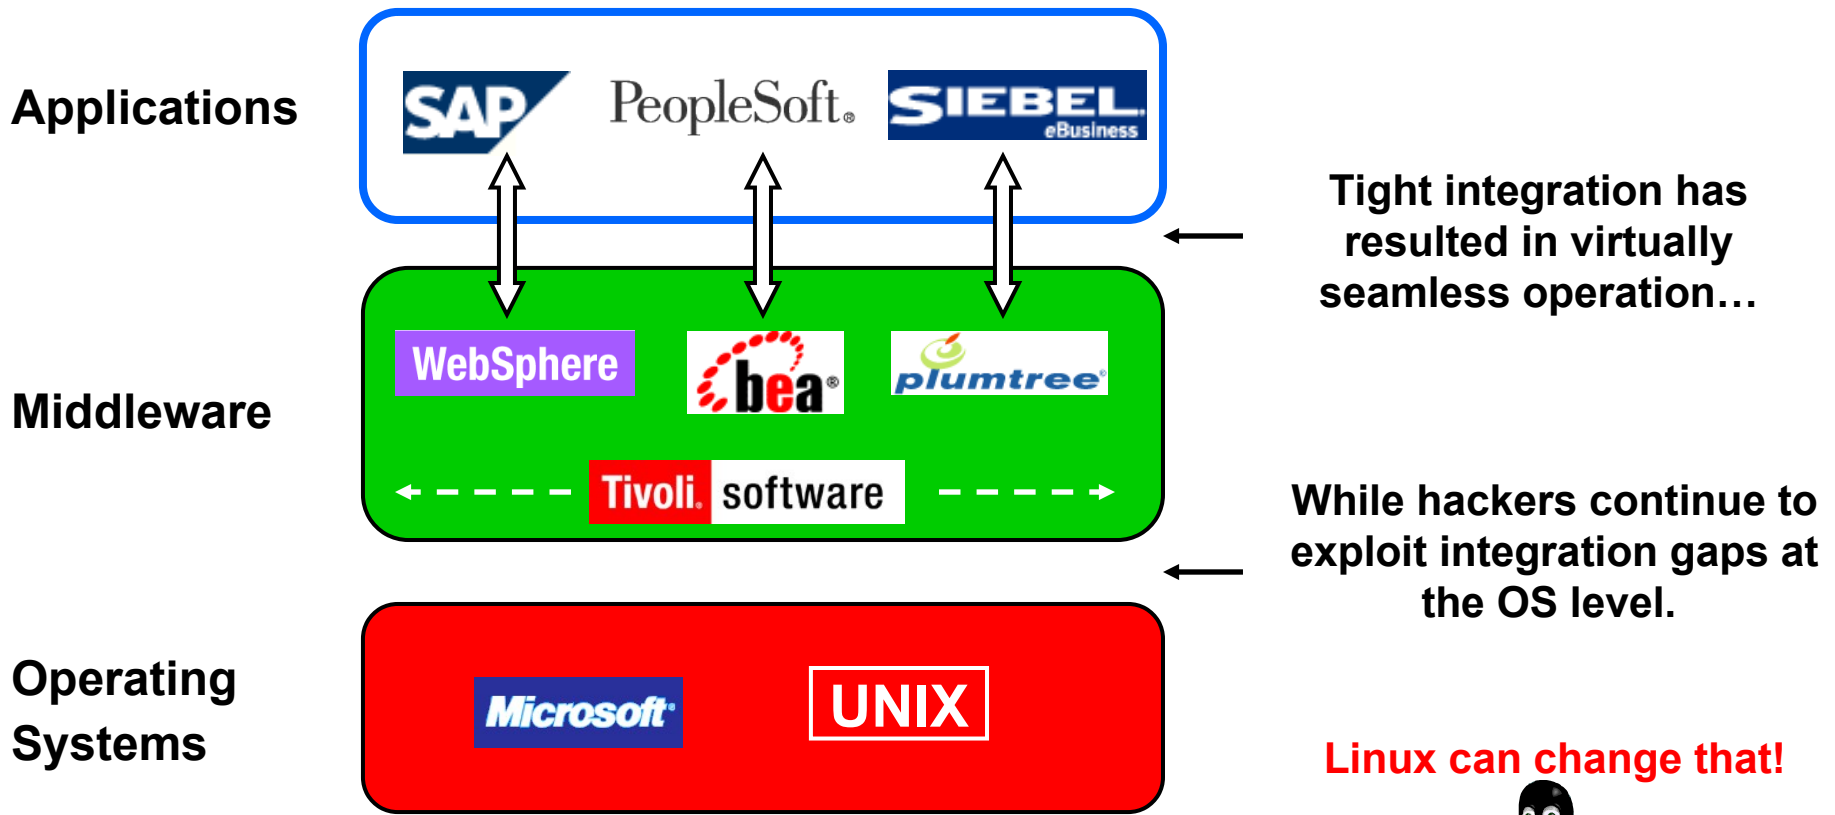 Applications
SAP
PeopleSoft®
SIEBEL.
eBusiness
Tight integration has
resulted in virtually
seamless operation…
Middleware
WebSphere
bea®
plumtree®
Tivoli. software
While hackers continue to
exploit integration gaps at
the OS level.
Operating
Systems
Microsoft®
UNIX
Linux can change that!